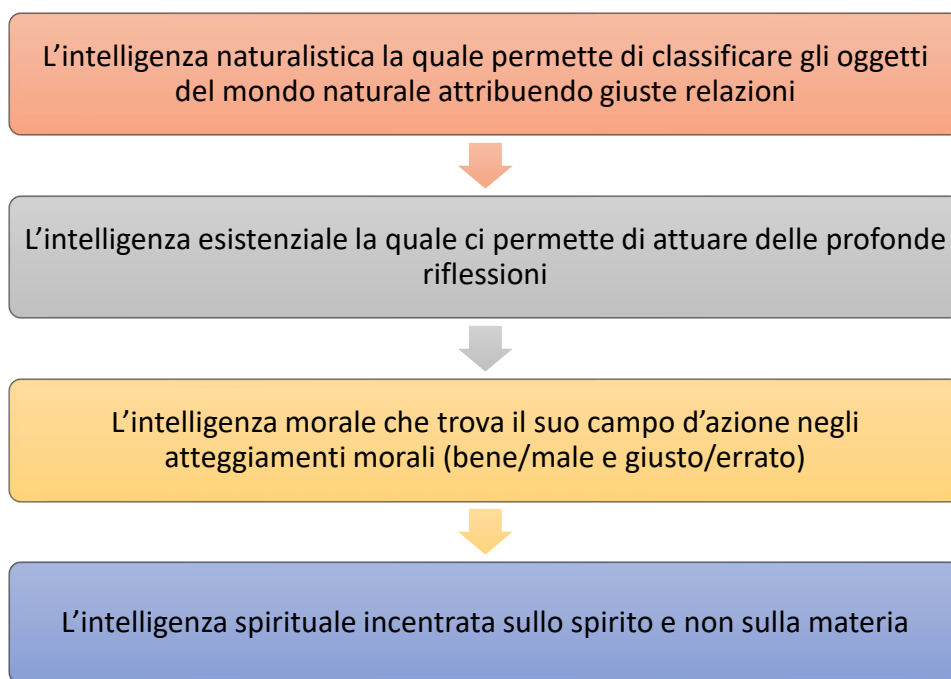 L’intelligenza naturalistica la quale permette di classificare gli oggetti
del mondo naturale attribuendo giuste relazioni
L’intelligenza esistenziale la quale ci permette di attuare delle profonde
riflessioni
L’intelligenza morale che trova il suo campo d’azione negli
atteggiamenti morali (bene/male e giusto/errato)
L’intelligenza spirituale incentrata sullo spirito e non sulla materia